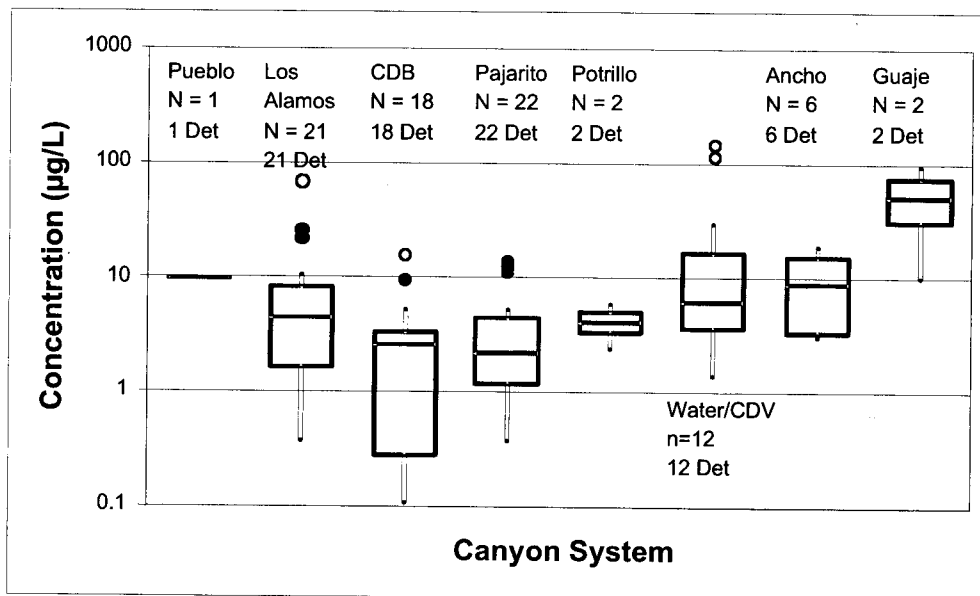 1000
100
10
1
0.1
Concentration (µg/L)
Pueblo
N = 1
1 Det
Los
Alamos
N = 21
21 Det
CDB
N = 18
18 Det
Pajarito
N = 22
22 Det
Potrillo
N = 2
2 Det
Water/CDV
n=12
12 Det
Ancho
N = 6
6 Det
Guaje
N = 2
2 Det
Canyon System